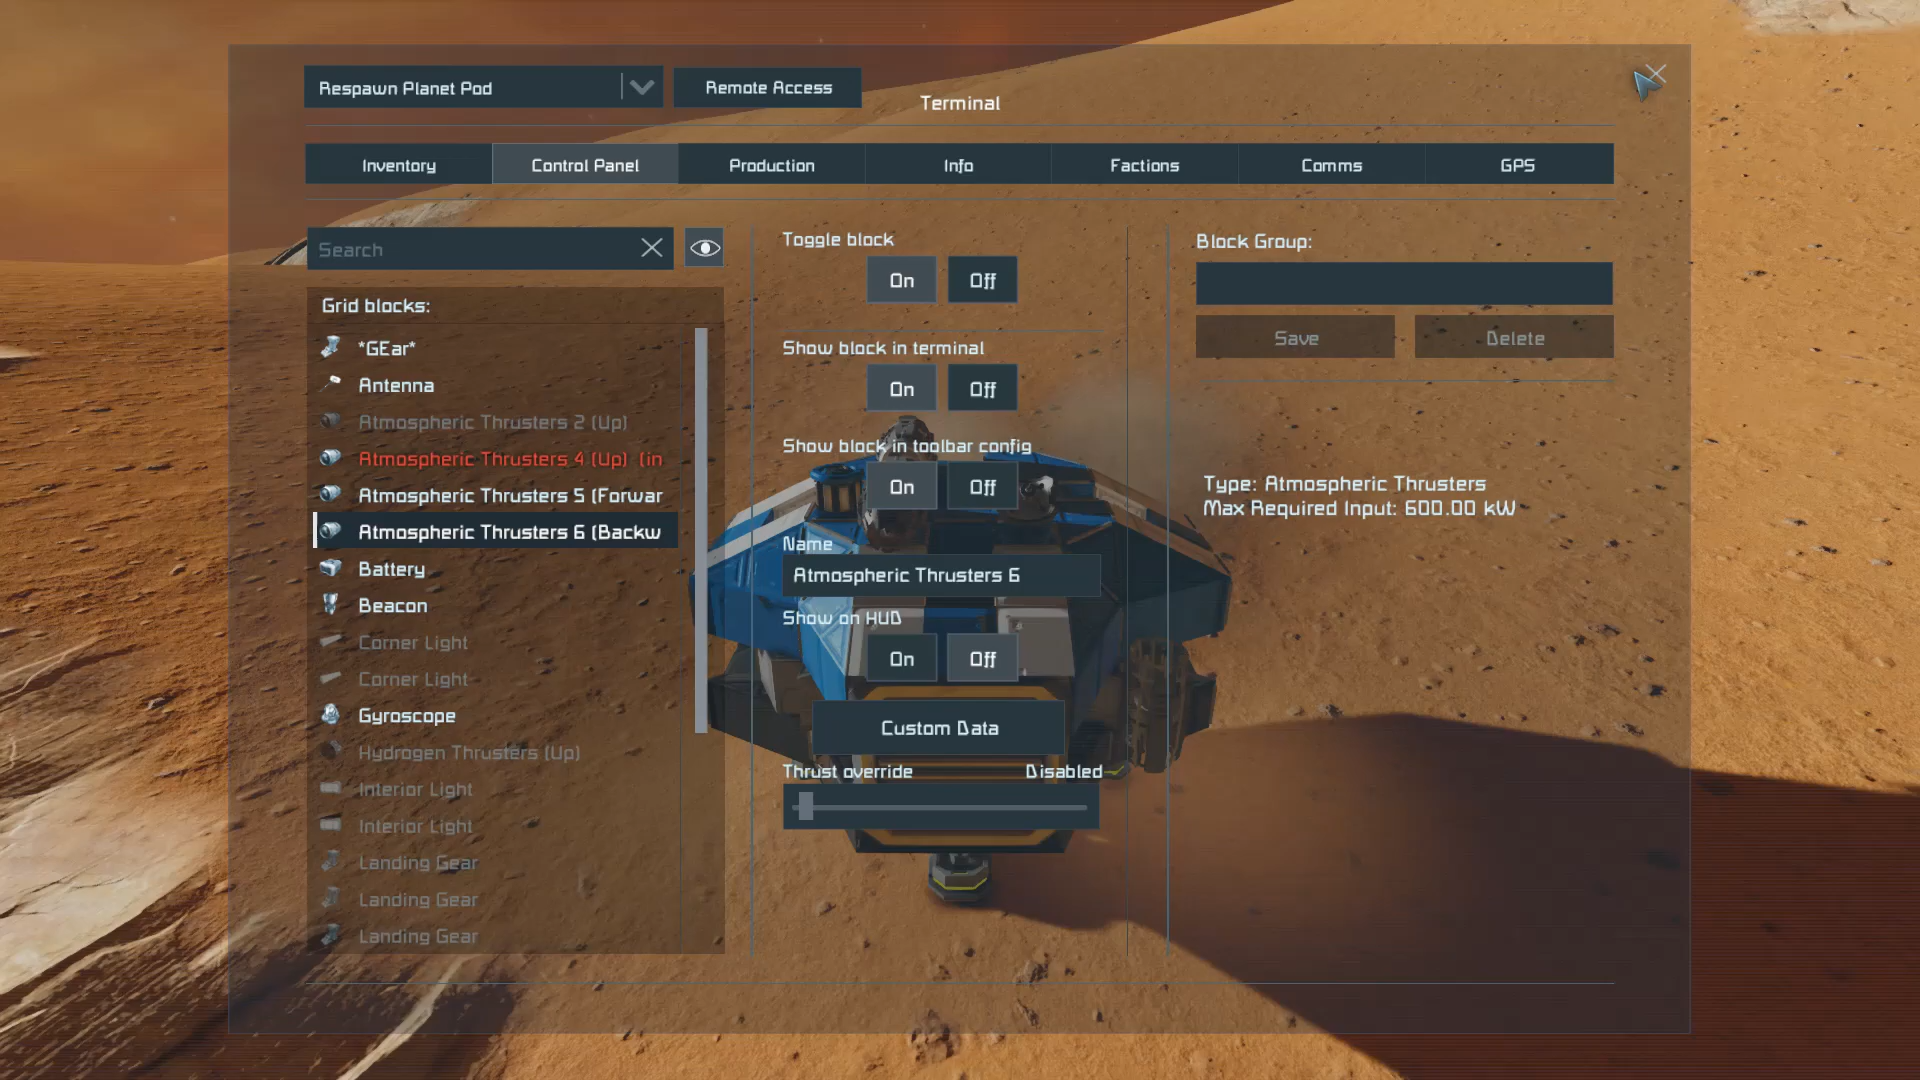 Respawn Planet Pod
Remote Access
Terminal
Inventory
Control Panel
Production
Info
Factions
Comms
GPS
Search
Grid blocks:
*GEar*
Antenna
Atmospheric Thrusters 2 (Up)
Atmospheric Thrusters 4 (Up) (in
Atmospheric Thrusters 5 (Forwar
Atmospheric Thrusters 6 (Backw
Battery
Beacon
Corner Light
Corner Light
Gyroscope
Hydrogen Thrusters (Up)
Interior Light
Interior Light
Landing Gear
Landing Gear
Landing Gear
Toggle block
On Off
Show block in terminal
On Off
Show block in toolbar config
On Off
Name
Atmospheric Thrusters 6
Show on HUD
On Off
Custom Data
Thrust override Disabled
Block Group:
Save Delete
Type: Atmospheric Thrusters
Max Required Input: 600.00 kW